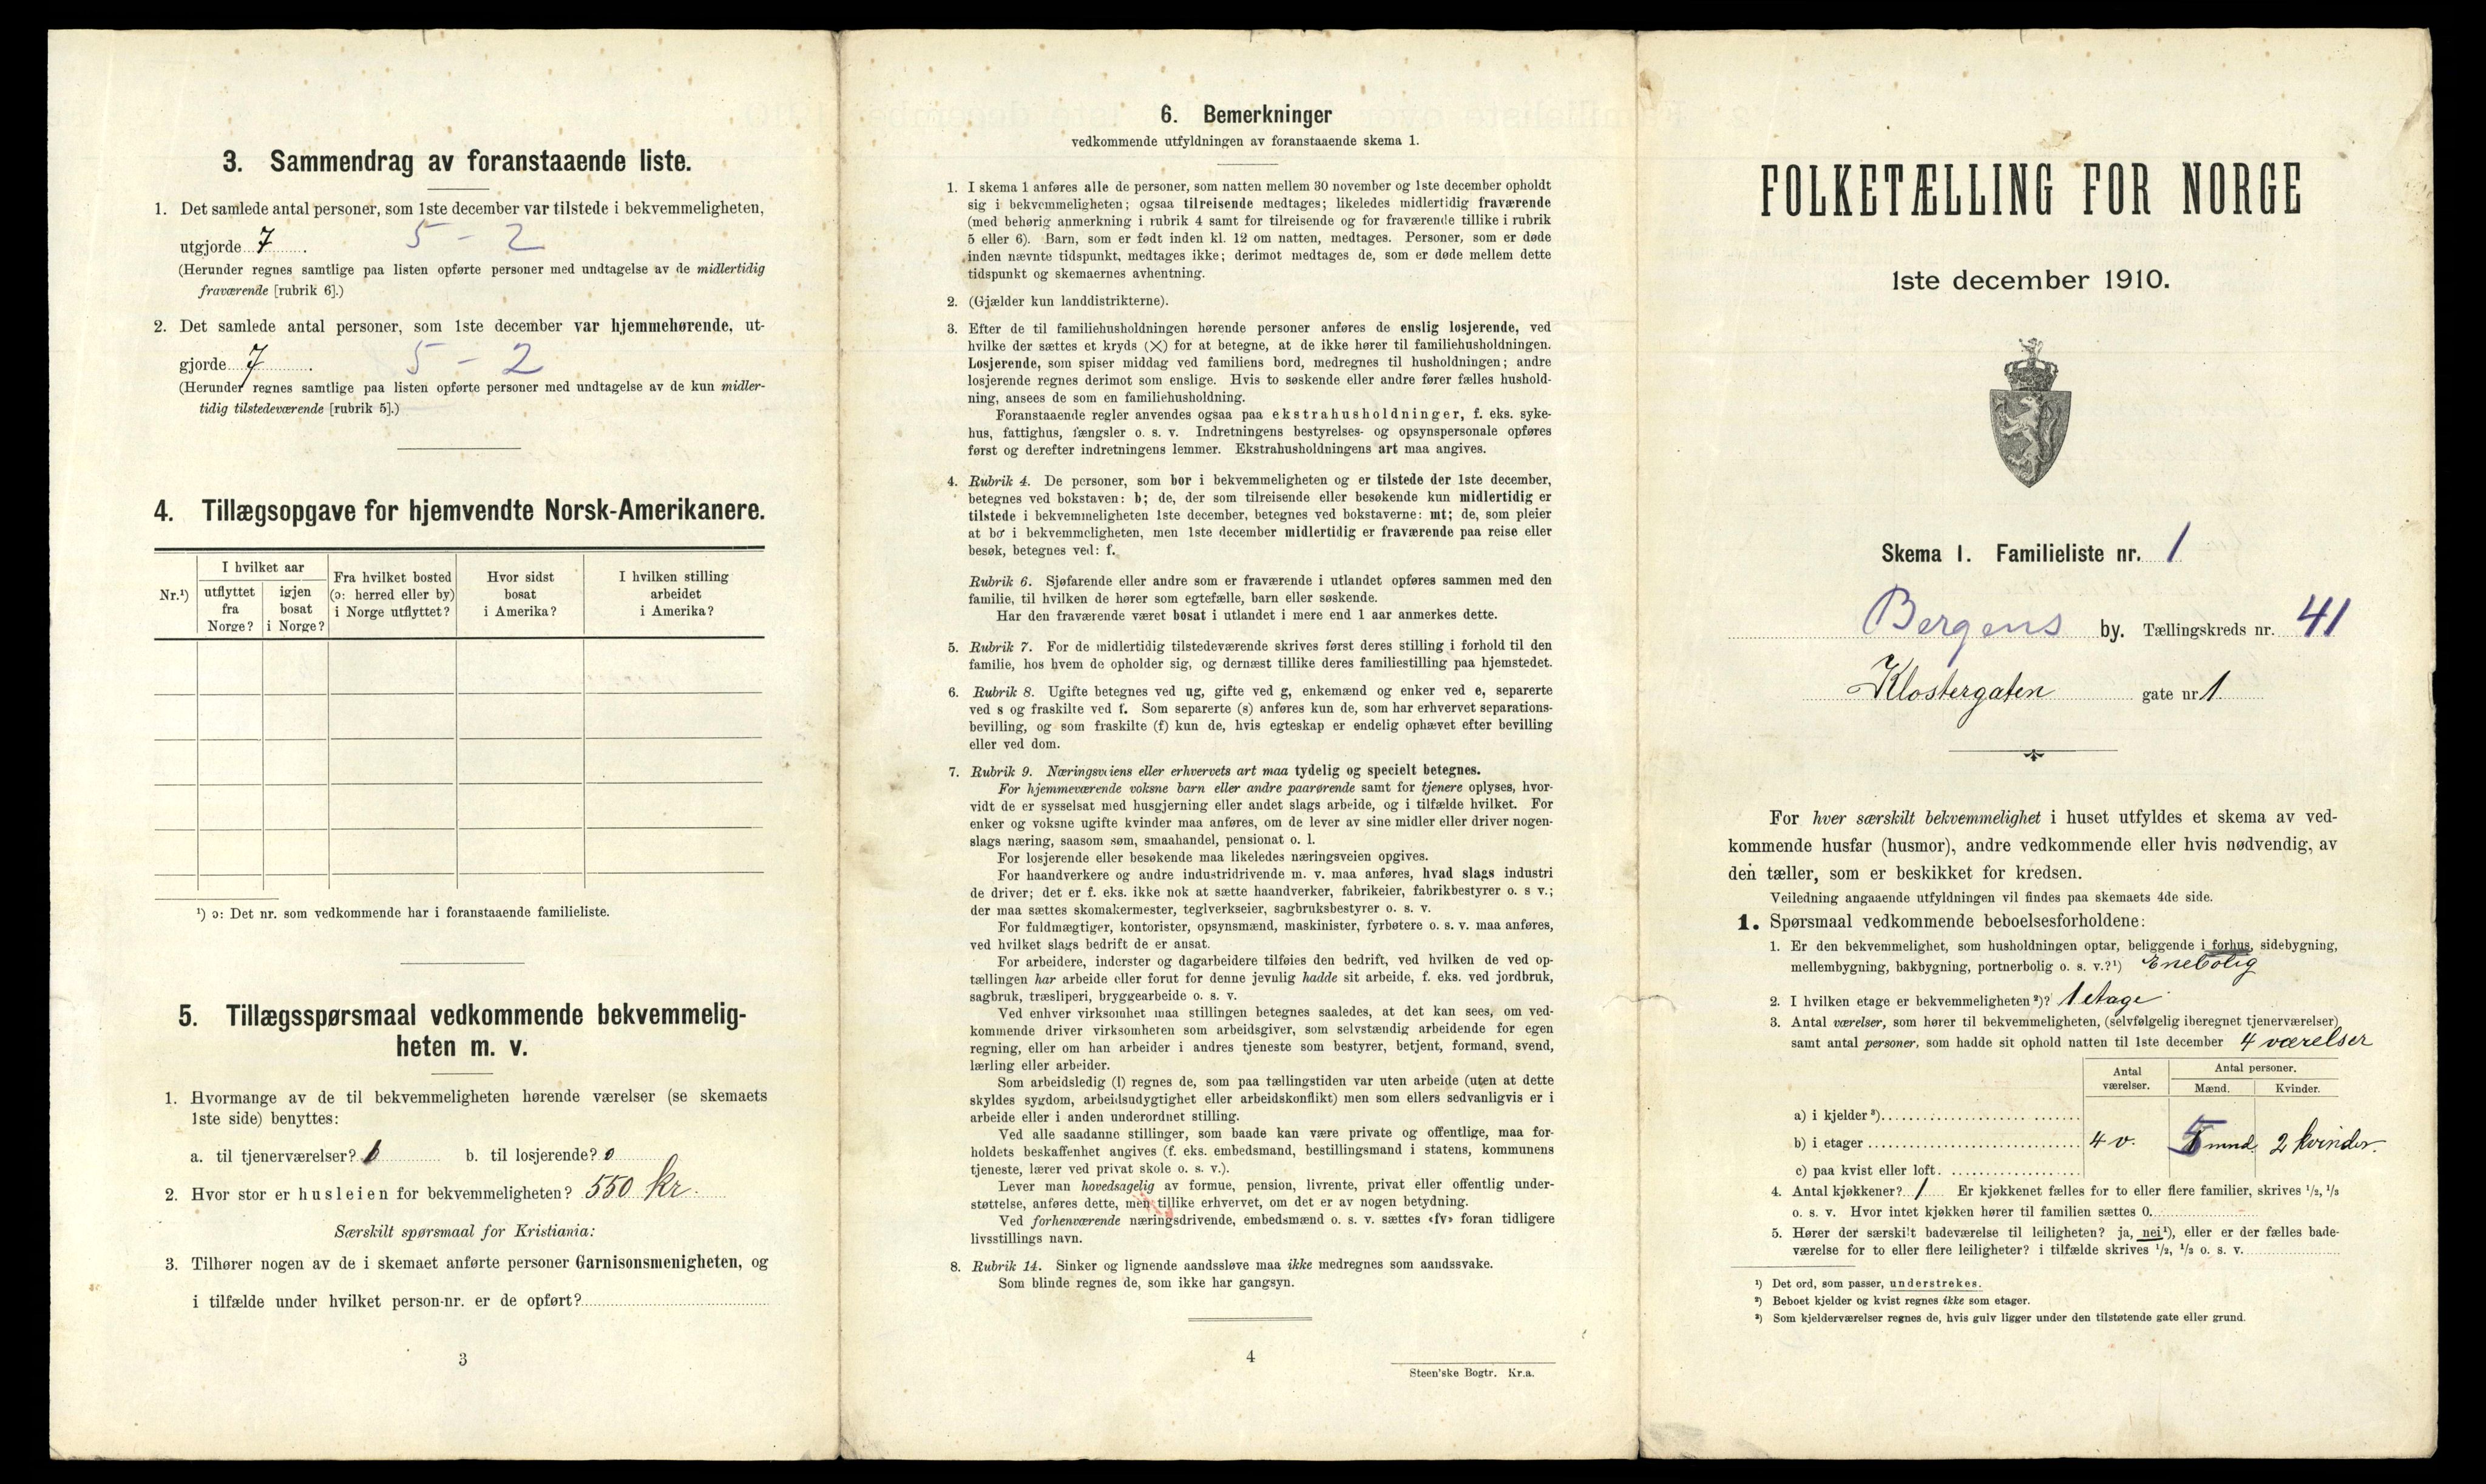 3. Sammendrag av foranstaaende liste.
1. Det samlede antal personer, som 1ste december var tilstede i bekvemmeligheten,
utgjorde 7. 5 - 2
(Herunder regnes samtlige paa listen opførte personer med undtagelse av de midlertidig
fraværende [rubrik 6].)
2. Det samlede antal personer, som 1ste december var hjemmehørende, ut-
gjorde 7. 5 - 2
(Herunder regnes samtlige paa listen opførte personer med undtagelse av de kun midler-
tidig tilstedeværende [rubrik 5].)
4. Tillægsopgave for hjemvendte Norsk-Amerikanere.
Nr.¹)
I hvilket aar
utflyttet fra Norge?
igjen bosat i Norge?
Fra hvilket bosted (ɔ: herred eller by) i Norge utflyttet?
Hvor sidst bosat i Amerika?
I hvilken stilling arbeidet i Amerika?
¹) ɔ: Det nr. som vedkommende har i foranstaaende familieliste.
5. Tillægsspørsmaal vedkommende bekvemmelig-
heten m. v.
1. Hvormange av de til bekvemmeligheten hørende værelser (se skemaets
1ste side) benyttes:
a. til tjenerværelser? b. til losjerende? 0
2. Hvor stor er husleien for bekvemmeligheten? 550 kr.
Særskilt spørsmaal for Kristiania:
3. Tilhører nogen av de i skemaet anførte personer Garnisonsmenigheten, og
i tilfælde under hvilket person-nr. er de opført?
3
6. Bemerkninger
vedkommende utfyldningen av foranstaaende skema 1.
1. I skema 1 anføres alle de personer, som natten mellem 30 november og 1ste december opholdt
sig i bekvemmeligheten; ogsaa tilreisende medtages; likeledes midlertidig fraværende
(med behørig anmerkning i rubrik 4 samt for tilreisende og for fraværende tillike i rubrik
5 eller 6). Barn, som er født inden kl. 12 om natten, medtages. Personer, som er døde
inden nævnte tidspunkt, medtages ikke; derimot medtages de, som er døde mellem dette
tidspunkt og skemaernes avhentning.
2. (Gjælder kun landdistrikterne).
3. Efter de til familiehusholdningen hørende personer anføres de enslig losjerende, ved
hvilke der sættes et kryds (×) for at betegne, at de ikke hører til familiehusholdningen.
Losjerende, som spiser middag ved familiens bord, medregnes til husholdningen; andre
losjerende regnes derimot som enslige. Hvis to søskende eller andre fører fælles hushold-
ning, ansees de som en familiehusholdning.
Foranstaaende regler anvendes ogsaa paa ekstrahusholdninger, f. eks. syke-
hus, fattighus, fængsler o. s. v. Indretningens bestyrelses- og opsynspersonale opføres
først og derefter indretningens lemmer. Ekstrahusholdningens art maa angives.
4. Rubrik 4. De personer, som bor i bekvemmeligheten og er tilstede der 1ste december,
betegnes ved bokstaven: b; de, der som tilreisende eller besøkende kun midlertidig er
tilstede i bekvemmeligheten 1ste december, betegnes ved bokstaverne: mt; de, som pleier
at bo i bekvemmeligheten, men 1ste december midlertidig er fraværende paa reise eller
besøk, betegnes ved: f.
Rubrik 6. Sjøfarende eller andre som er fraværende i utlandet opføres sammen med den
familie, til hvilken de hører som egtefælle, barn eller søskende.
Har den fraværende været bosat i utlandet i mere end 1 aar anmerkes dette.
5. Rubrik 7. For de midlertidig tilstedeværende skrives først deres stilling i forhold til den
familie, hos hvem de opholder sig, og dernæst tillike deres familiestilling paa hjemstedet.
6. Rubrik 8. Ugifte betegnes ved ug, gifte ved g, enkemænd og enker ved e, separerte
ved s og fraskilte ved f. Som separerte (s) anføres kun de, som har erhvervet separations-
bevilling, og som fraskilte (f) kun de, hvis egteskap er endelig ophævet efter bevilling
eller ved dom.
7. Rubrik 9. Næringsveiens eller erhvervets art maa tydelig og specielt betegnes.
For hjemmeværende voksne barn eller andre paarørende samt for tjenere oplyses, hvor-
vidt de er sysselsat med husgjerning eller andet slags arbeide, og i tilfælde hvilket. For
enker og voksne ugifte kvinder maa anføres, om de lever av sine midler eller driver nogen-
slags næring, saasom søm, smaahandel, pensionat o. l.
For losjerende eller besøkende maa likeledes næringsveien opgives.
For haandverkere og andre industridrivende m. v. maa anføres, hvad slags industri
de driver; det er f. eks. ikke nok at sætte haandverker, fabrikeier, fabrikbestyrer o. s v.;
der maa sættes skomakermester, teglverkseier, sagbruksbestyrer o. s. v.
For fuldmægtiger, kontorister, opsynsmænd, maskinister, fyrbøtere o. s. v. maa anføres,
ved hvilket slags bedrift de er ansat.
For arbeidere, inderster og dagarbeidere tilføies den bedrift, ved hvilken de ved op-
tællingen har arbeide eller forut for denne jevnlig hadde sit arbeide, f. eks. ved jordbruk,
sagbruk, træsliperi, bryggearbeide o. s. v.
Ved enhver virksomhet maa stillingen betegnes saaledes, at det kan sees, om ved-
kommende driver virksomheten som arbeidsgiver, som selvstændig arbeidende for egen
regning, eller om han arbeider i andres tjeneste som bestyrer, betjent, formand, svend,
lærling eller arbeider.
Som arbeidsledig (l) regnes de, som paa tællingstiden var uten arbeide (uten at dette
skyldes sygdom, arbeidsudygtighet eller arbeidskonflikt) men som ellers sedvanligvis er i
arbeide eller i anden underordnet stilling.
Ved alle saadanne stillinger, som baade kan være private og offentlige, maa for-
holdets beskaffenhet angives (f. eks. embedsmand, bestillingsmand i statens, kommunens
tjeneste, lærer ved privat skole o. s. v.).
Lever man hovedsagelig av formue, pension, livrente, privat eller offentlig under-
støttelse, anføres dette, men tillike erhvervet, om det er av nogen betydning.
Ved forhenværende næringsdrivende, embedsmænd o. s. v. sættes «fv» foran tidligere
livsstillings navn.
8. Rubrik 14. Sinker og lignende aandssløve maa ikke medregnes som aandssvake.
Som blinde regnes de, som ikke har gangsyn.
4
Steen'ske Bogtr. Kr.a.
FOLKETÆLLING FOR NORGE
1ste december 1910.
Skema 1. Familieliste nr. 1
Bergens by. Tællingskreds nr. 41
Klostergaten gate nr 1
For hver særskilt bekvemmelighet i huset utfyldes et skema av ved-
kommende husfar (husmor), andre vedkommende eller hvis nødvendig, av
den tæller, som er beskikket for kredsen.
Veiledning angaaende utfyldningen vil findes paa skemaets 4de side.
1. Spørsmaal vedkommende beboelsesforholdene:
1. Er den bekvemmelighet, som husholdningen optar, beliggende i forhus, sidebygning,
mellembygning, bakbygning, portnerbolig o. s. v.?¹) Enebolig
2. I hvilken etage er bekvemmeligheten²)? 1 etage
3. Antal værelser, som hører til bekvemmeligheten, (selvfølgelig iberegnet tjenerværelser)
samt antal personer, som hadde sit ophold natten til 1ste december 4 værelser
Antal værelser.
Antal personer.
Mænd. Kvinder.
a) i kjelder³)
b) i etager 4 v. 5 mnd. 2 kvinder.
c) paa kvist eller loft.
4. Antal kjøkkener? 1 Er kjøkkenet fælles for to eller flere familier, skrives 1/2, 1/3
o. s. v. Hvor intet kjøkken hører til familien sættes 0.
5. Hører der særskilt badeværelse til leiligheten? ja, nei¹), eller er der fælles bade-
værelse for to eller flere leiligheter? i tilfælde skrives 1/2, 1/3 o. s. v.
¹) Det ord, som passer, understrekes.
²) Beboet kjelder og kvist regnes ikke som etager.
³) Som kjelderværelser regnes de, hvis gulv ligger under den tilstøtende gate eller grund.